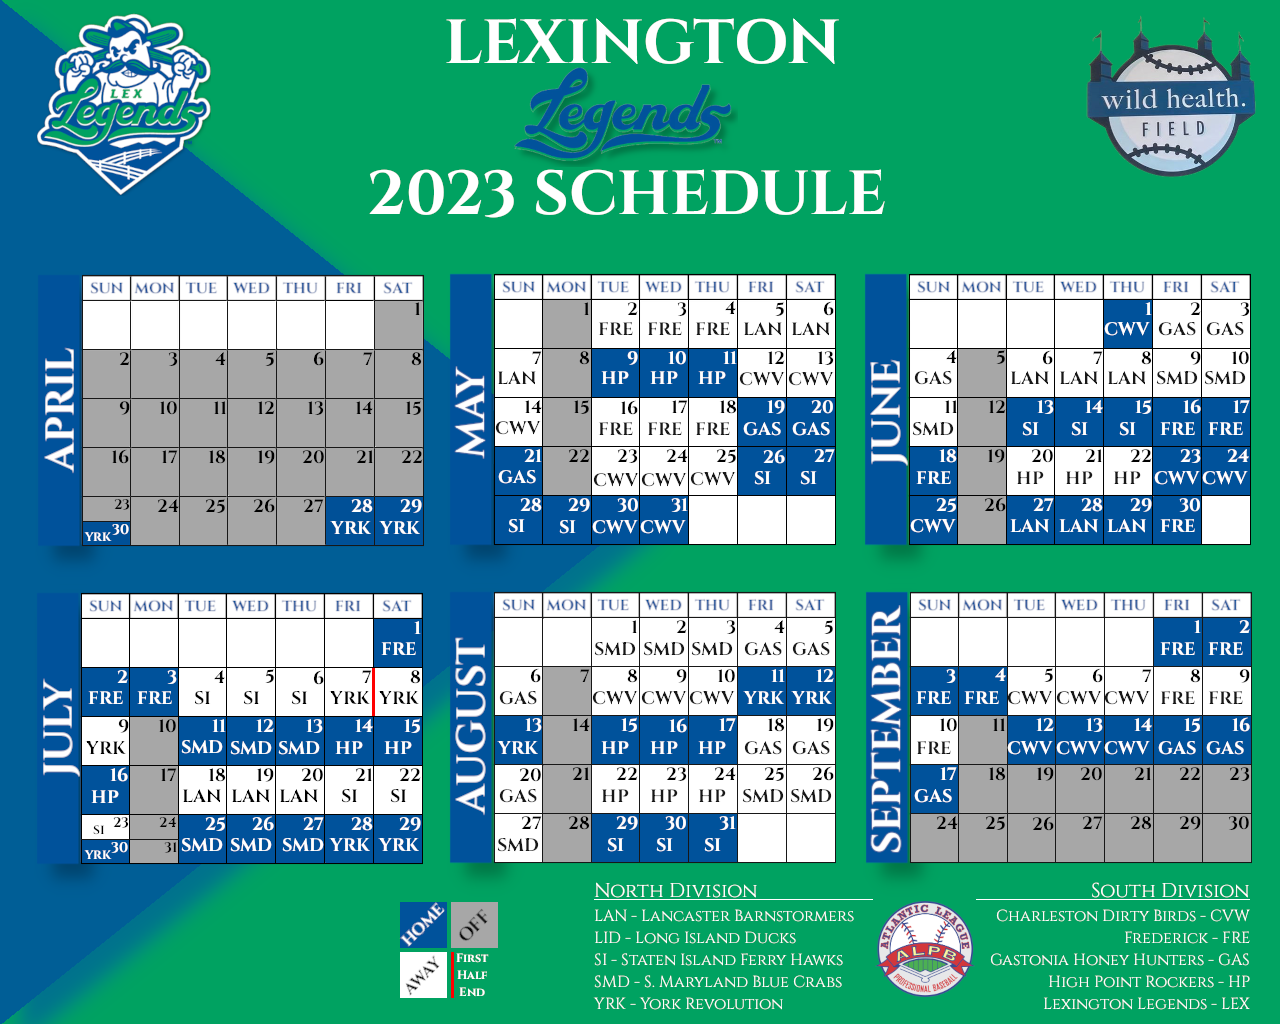 LEXINGTON
Legends
2023 SCHEDULE
LEX
Legends
wild health.
FIELD
APRIL
SUN MON TUE WED THU FRI SAT
1
2 3 4 5 6 7 8
9 10 11 12 13 14 15
16 17 18 19 20 21 22
23 24 25 26 27 28 29
YRK 30 YRK YRK
MAY
SUN MON TUE WED THU FRI SAT
1 2 3 4 5 6
FRE FRE FRE LAN LAN
7 8 9 10 11 12 13
LAN HP HP HP CWV CWV
14 15 16 17 18 19 20
CWV FRE FRE FRE GAS GAS
21 22 23 24 25 26 27
GAS CWV CWV CWV SI SI
28 29 30 31
SI SI CWV CWV
JUNE
SUN MON TUE WED THU FRI SAT
1 2 3
CWV GAS GAS
4 5 6 7 8 9 10
GAS LAN LAN LAN SMD SMD
11 12 13 14 15 16 17
SMD SI SI SI FRE FRE
18 19 20 21 22 23 24
FRE HP HP HP CWV CWV
25 26 27 28 29 30
CWV LAN LAN LAN FRE
JULY
SUN MON TUE WED THU FRI SAT
1
FRE
2 3 4 5 6 7 8
FRE FRE SI SI SI YRK YRK
9 10 11 12 13 14 15
YRK SMD SMD SMD HP HP
16 17 18 19 20 21 22
HP LAN LAN LAN SI SI
SI 23 24 25 26 27 28 29
YRK 30 31 SMD SMD SMD YRK YRK
AUGUST
SUN MON TUE WED THU FRI SAT
1 2 3 4 5
SMD SMD SMD GAS GAS
6 7 8 9 10 11 12
GAS CWV CWV CWV YRK YRK
13 14 15 16 17 18 19
YRK HP HP HP GAS GAS
20 21 22 23 24 25 26
GAS HP HP HP SMD SMD
27 28 29 30 31
SMD SI SI SI
SEPTEMBER
SUN MON TUE WED THU FRI SAT
1 2
FRE FRE
3 4 5 6 7 8 9
FRE FRE CWV CWV CWV FRE FRE
10 11 12 13 14 15 16
FRE CWV CWV CWV GAS GAS
17 18 19 20 21 22 23
GAS
24 25 26 27 28 29 30
HOME
OFF
AWAY
FIRST
HALF
END
NORTH DIVISION
LAN - LANCASTER BARNSTORMERS
LID - LONG ISLAND DUCKS
SI - STATEN ISLAND FERRY HAWKS
SMD - S. MARYLAND BLUE CRABS
YRK - YORK REVOLUTION
ATLANTIC LEAGUE
ALPB
PROFESSIONAL BASEBALL
SOUTH DIVISION
CHARLESTON DIRTY BIRDS - CVW
FREDERICK - FRE
GASTONIA HONEY HUNTERS - GAS
HIGH POINT ROCKERS - HP
LEXINGTON LEGENDS - LEX